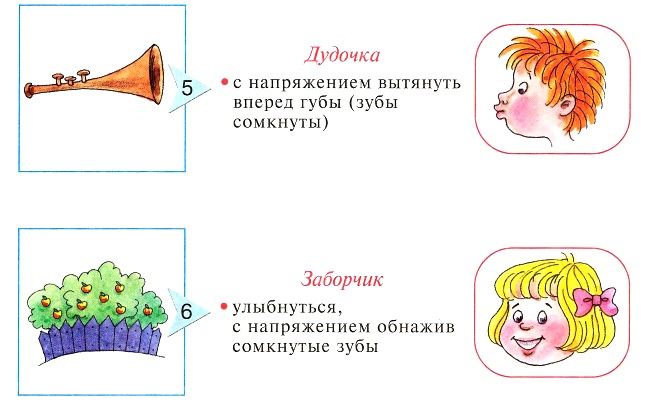 Дудочка
5
• с напряжением вытянуть
вперед губы (зубы
сомкнуты)
Заборчик
6
• улыбнуться,
с напряжением обнажив
сомкнутые зубы